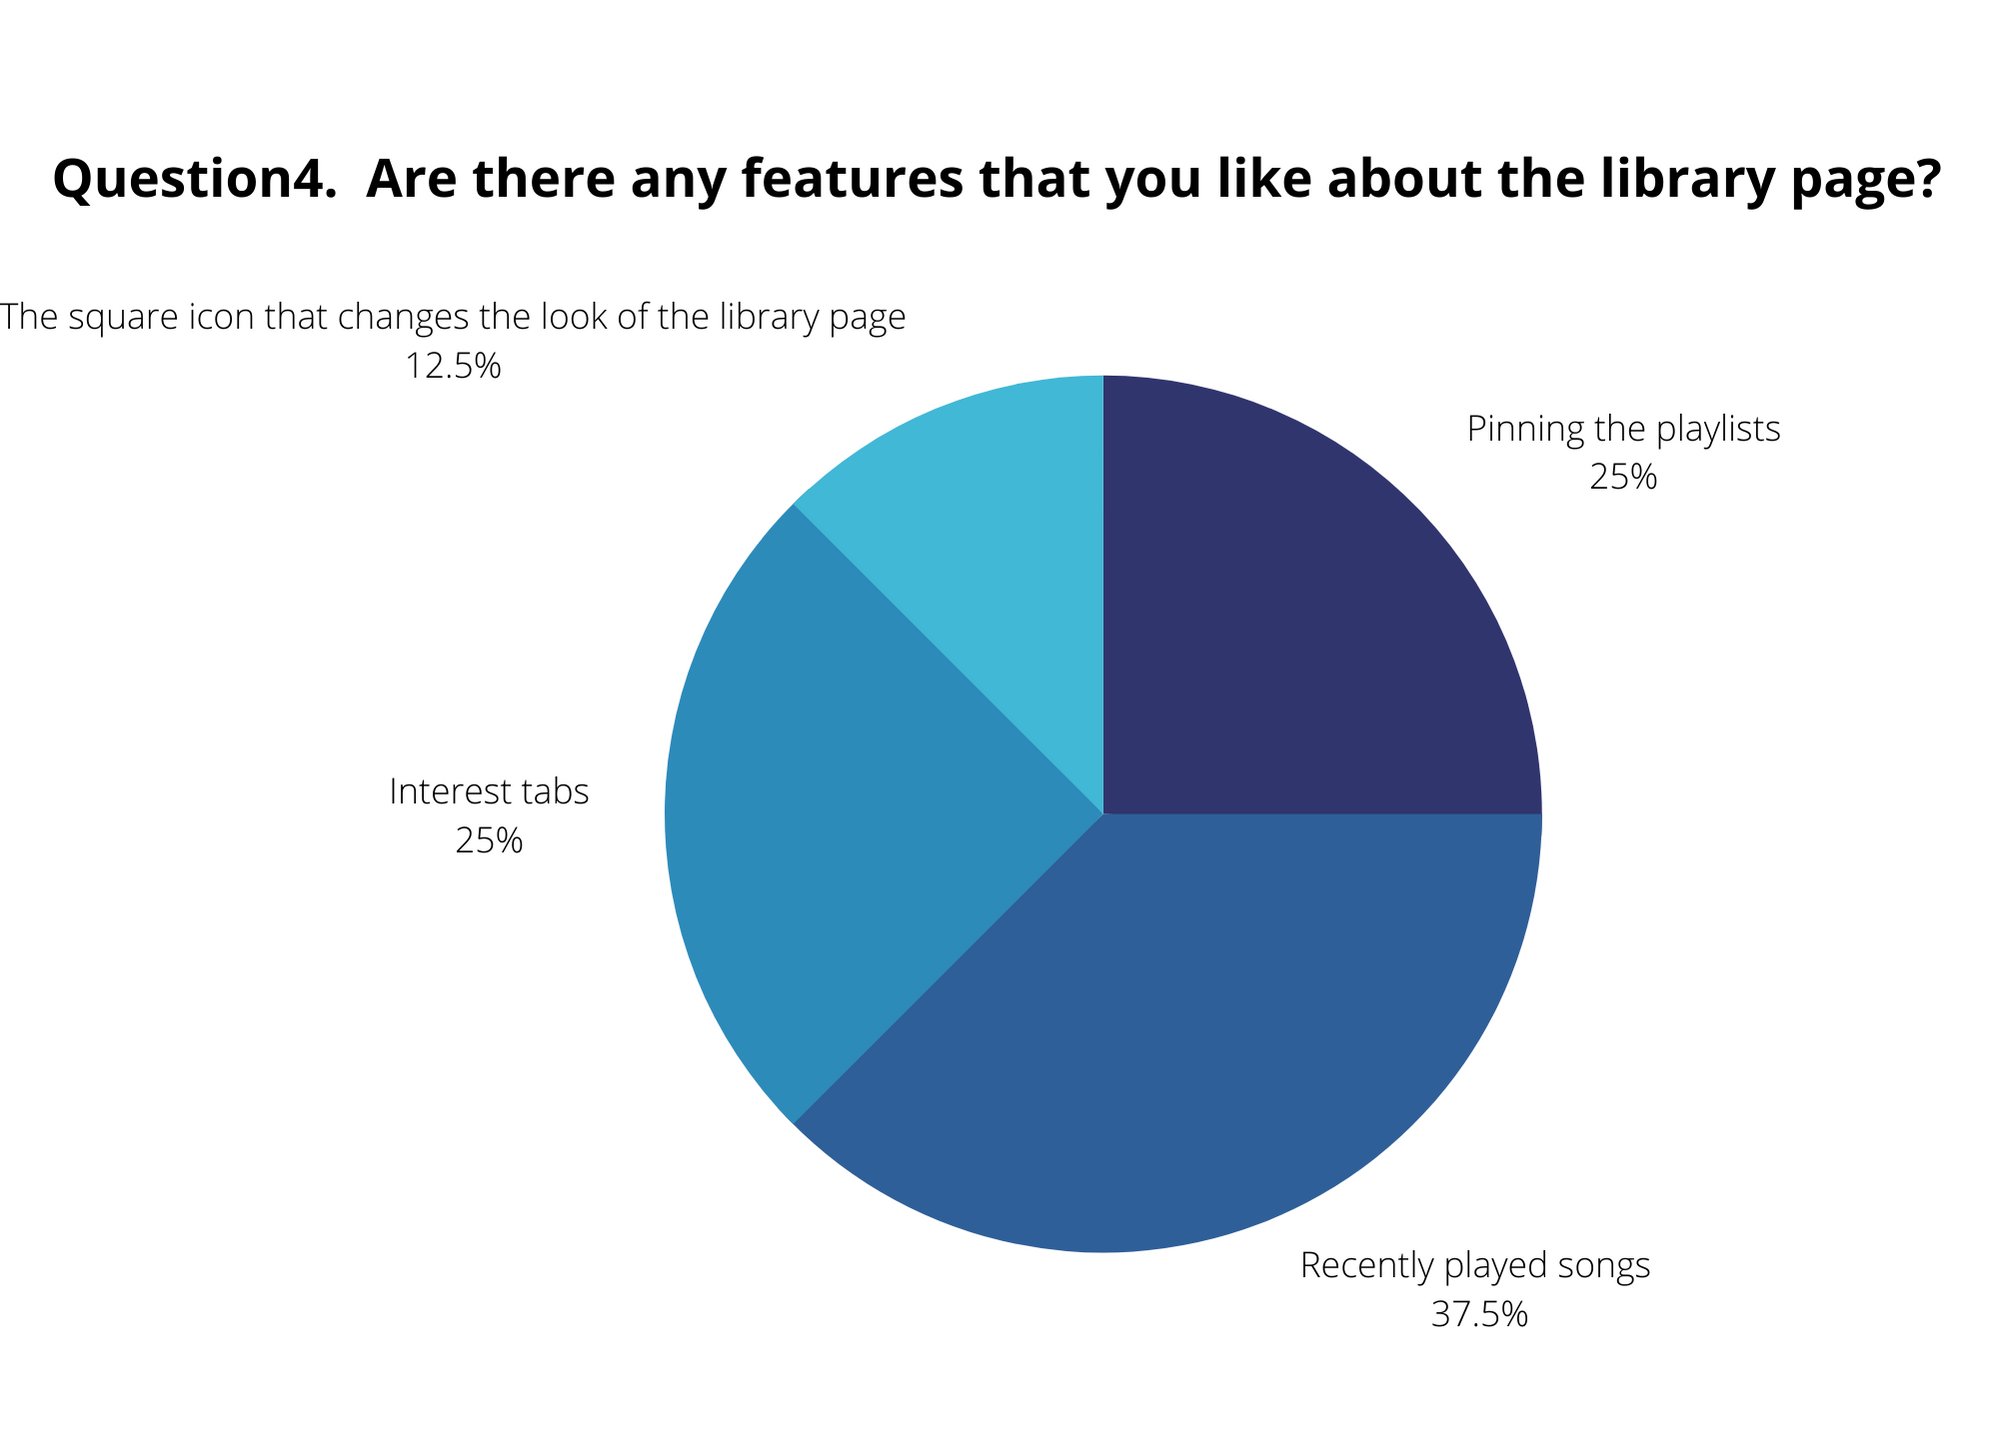 Question4.  Are there any features that you like about the library page?
The square icon that changes the look of the library page
12.5%
Pinning the playlists
25%
Interest tabs
25%
Recently played songs
37.5%